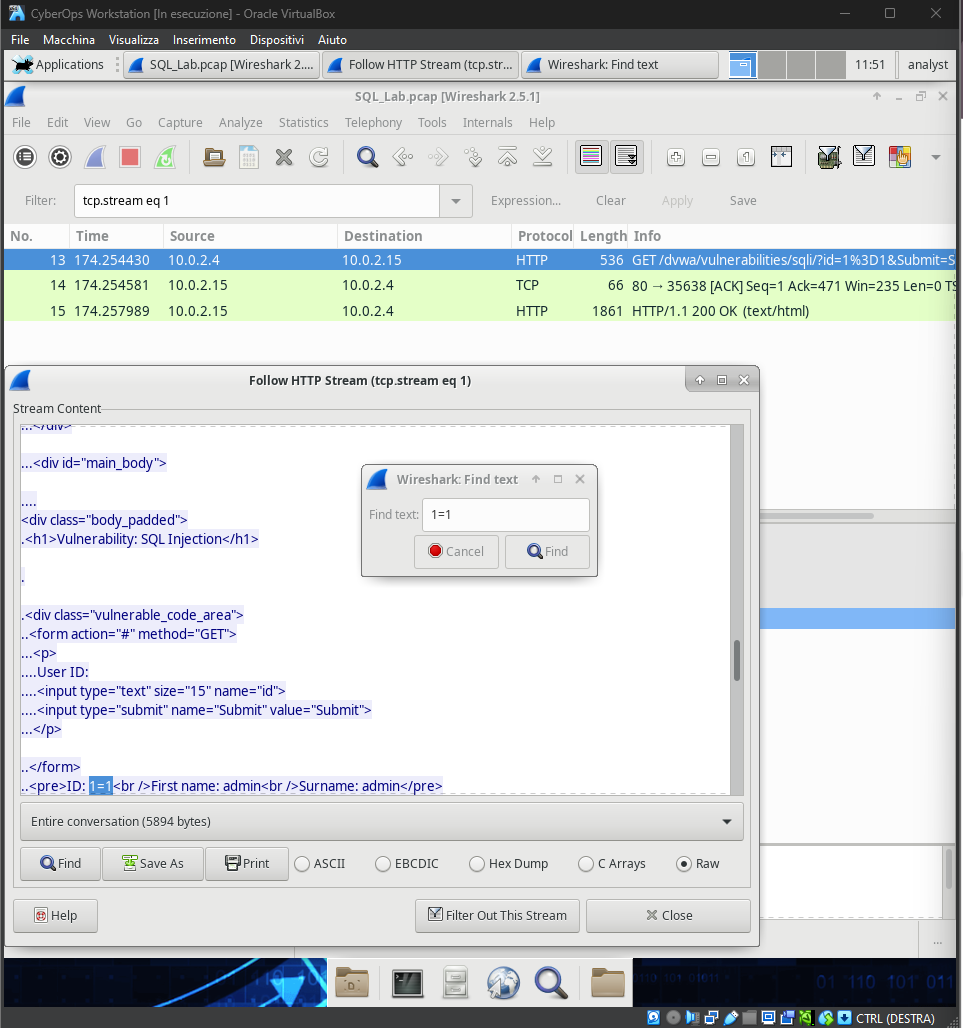 CyberOps Workstation [In esecuzione] - Oracle VirtualBox
File Macchina Visualizza Inserimento Dispositivi Aiuto
Applications SQL_Lab.pcap [Wireshark 2.... Follow HTTP Stream (tcp.str... Wireshark: Find text 11:51 analyst
SQL_Lab.pcap [Wireshark 2.5.1]
File Edit View Go Capture Analyze Statistics Telephony Tools Internals Help
Filter: tcp.stream eq 1 Expression... Clear Apply Save
No. Time Source Destination Protocol Length Info
13 174.254430 10.0.2.4 10.0.2.15 HTTP 536 GET /dvwa/vulnerabilities/sqli/?id=1%3D1&Submit=S
14 174.254581 10.0.2.15 10.0.2.4 TCP 66 80 → 35638 [ACK] Seq=1 Ack=471 Win=235 Len=0 TS
15 174.257989 10.0.2.15 10.0.2.4 HTTP 1861 HTTP/1.1 200 OK (text/html)
Follow HTTP Stream (tcp.stream eq 1)
Stream Content
...</div>
...<div id="main_body">
....
<div class="body_padded">
.<h1>Vulnerability: SQL Injection</h1>
.
.<div class="vulnerable_code_area">
..<form action="#" method="GET">
...<p>
....User ID:
....<input type="text" size="15" name="id">
....<input type="submit" name="Submit" value="Submit">
...</p>
..</form>
..<pre>ID: 1=1<br />First name: admin<br />Surname: admin</pre>
Wireshark: Find text
Find text: 1=1
Cancel Find
Entire conversation (5894 bytes)
Find Save As Print ASCII EBCDIC Hex Dump C Arrays Raw
Help Filter Out This Stream Close
...
CTRL (DESTRA)